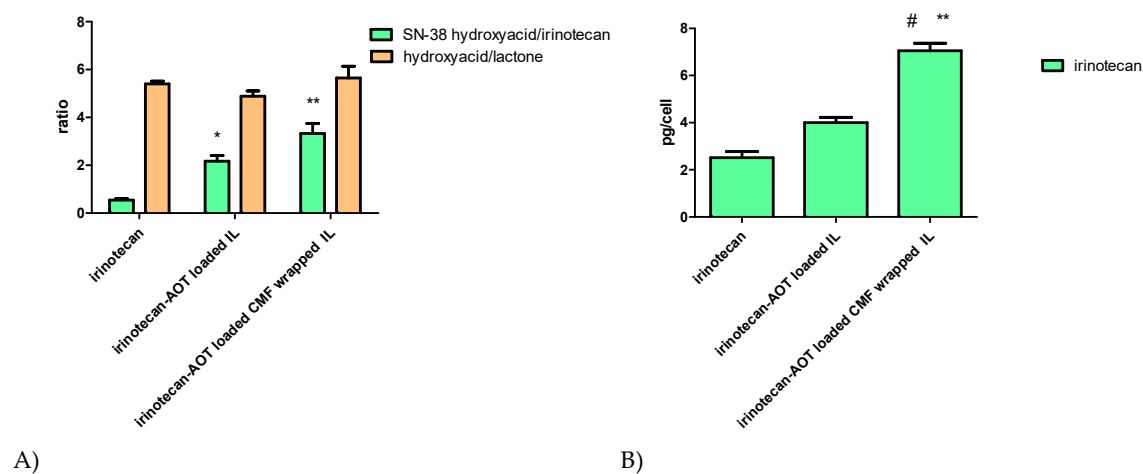 8
6
4
2
0
ratio
SN-38 hydroxyacid/irinotecan
hydroxyacid/lactone
*
**
irinotecan
irinotecan-AOT loaded IL
irinotecan-AOT loaded CMF wrapped IL
A)
8
6
4
2
0
pg/cell
# **
irinotecan
irinotecan
irinotecan-AOT loaded IL
irinotecan-AOT loaded CMF wrapped IL
B)